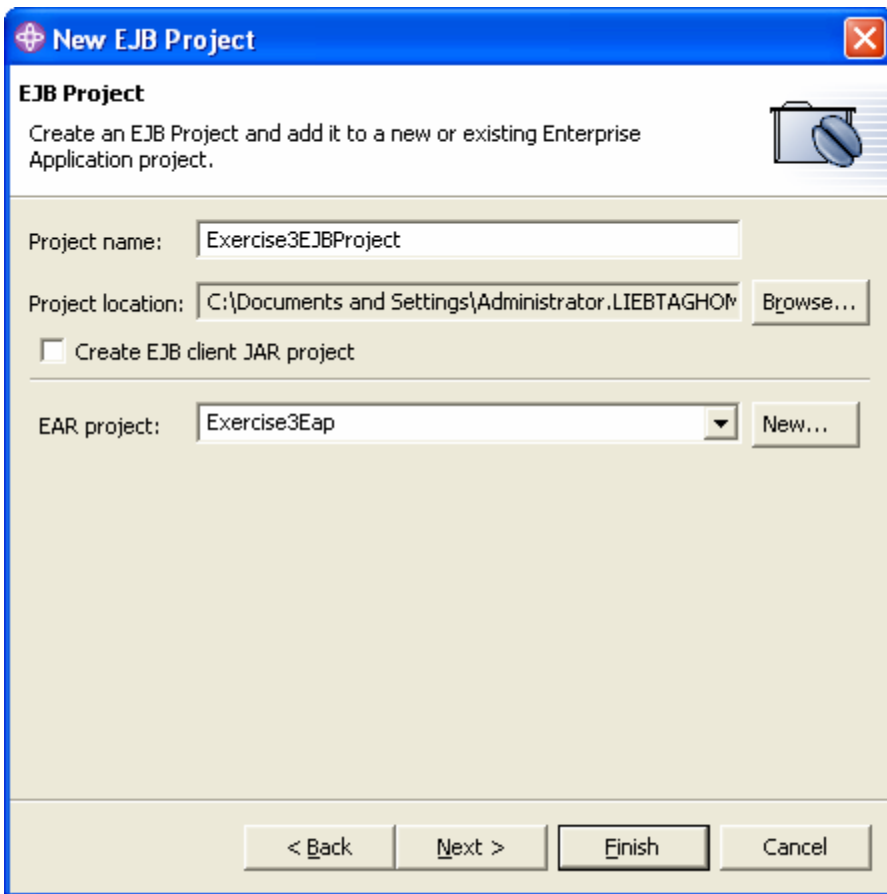 New EJB Project
EJB Project
Create an EJB Project and add it to a new or existing Enterprise
Application project.
Project name: Exercise3EJBProject
Project location: C:\Documents and Settings\Administrator.LIEBTAGHOM Browse...
Create EJB client JAR project
EAR project: Exercise3Eap New...
< Back Next > Finish Cancel